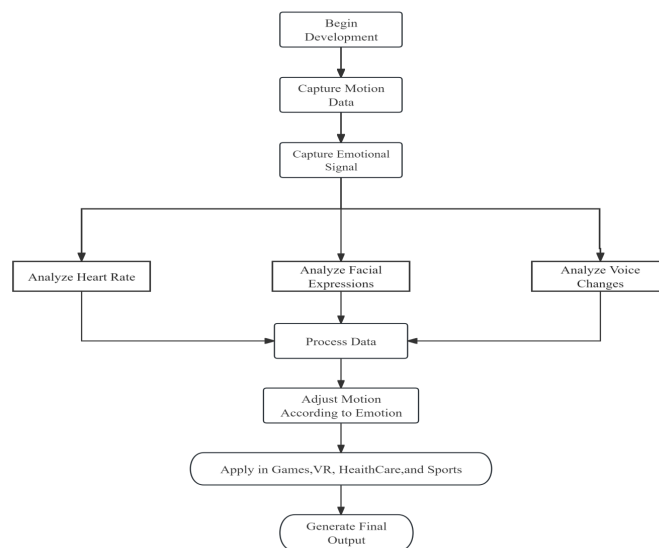 Begin
Development
Capture Motion
Data
Capture Emotional
Signal
Analyze Heart Rate
Analyze Facial
Expressions
Analyze Voice
Changes
Process Data
Adjust Motion
According to Emotion
Apply in Games,VR, HeaithCare,and Sports
Generate Final
Output